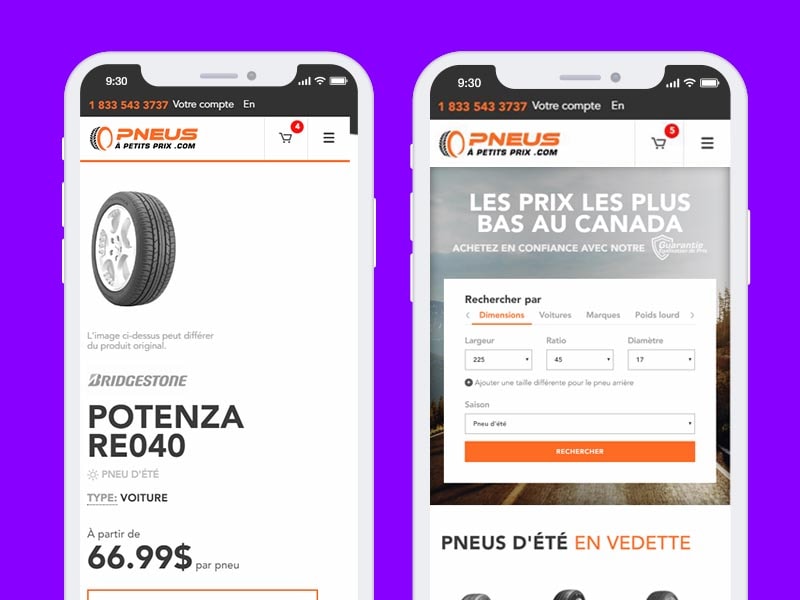 9:30
1 833 543 3737 Votre compte En
PNEUS
À PETITS PRIX .COM
4
L'image ci-dessus peut différer
du produit original.
BRIDGESTONE
POTENZA
RE040
PNEU D'ÉTÉ
TYPE: VOITURE
À partir de
66.99$ par pneu
9:30
1 833 543 3737 Votre compte En
PNEUS
À PETITS PRIX .COM
5
LES PRIX LES PLUS
BAS AU CANADA
ACHETEZ EN CONFIANCE AVEC NOTRE
Guarantie
Rechercher par
Dimensions Voitures Marques Poids lourd
Largeur Ratio Diamètre
225 45 17
Ajouter une taille différente pour le pneu arrière
Saison
Pneu d'été
RECHERCHER
PNEUS D'ÉTÉ EN VEDETTE